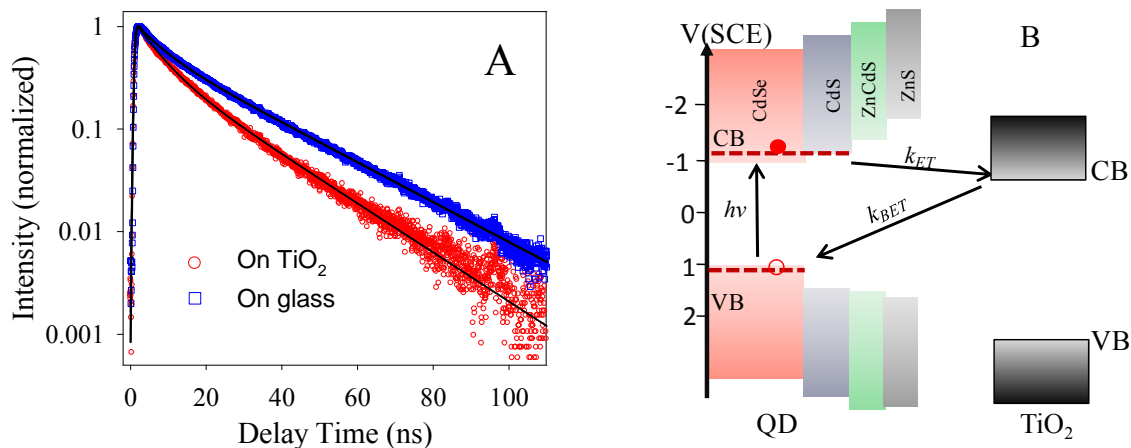 A
Intensity (normalized)
1
0.1
0.01
0.001
On TiO2
On glass
0 20 40 60 80 100
Delay Time (ns)
B
V(SCE)
-2
-1
0
1
2
CdSe
CdS
ZnCdS
ZnS
CB
hν
VB
kET
kBET
CB
VB
QD
TiO2